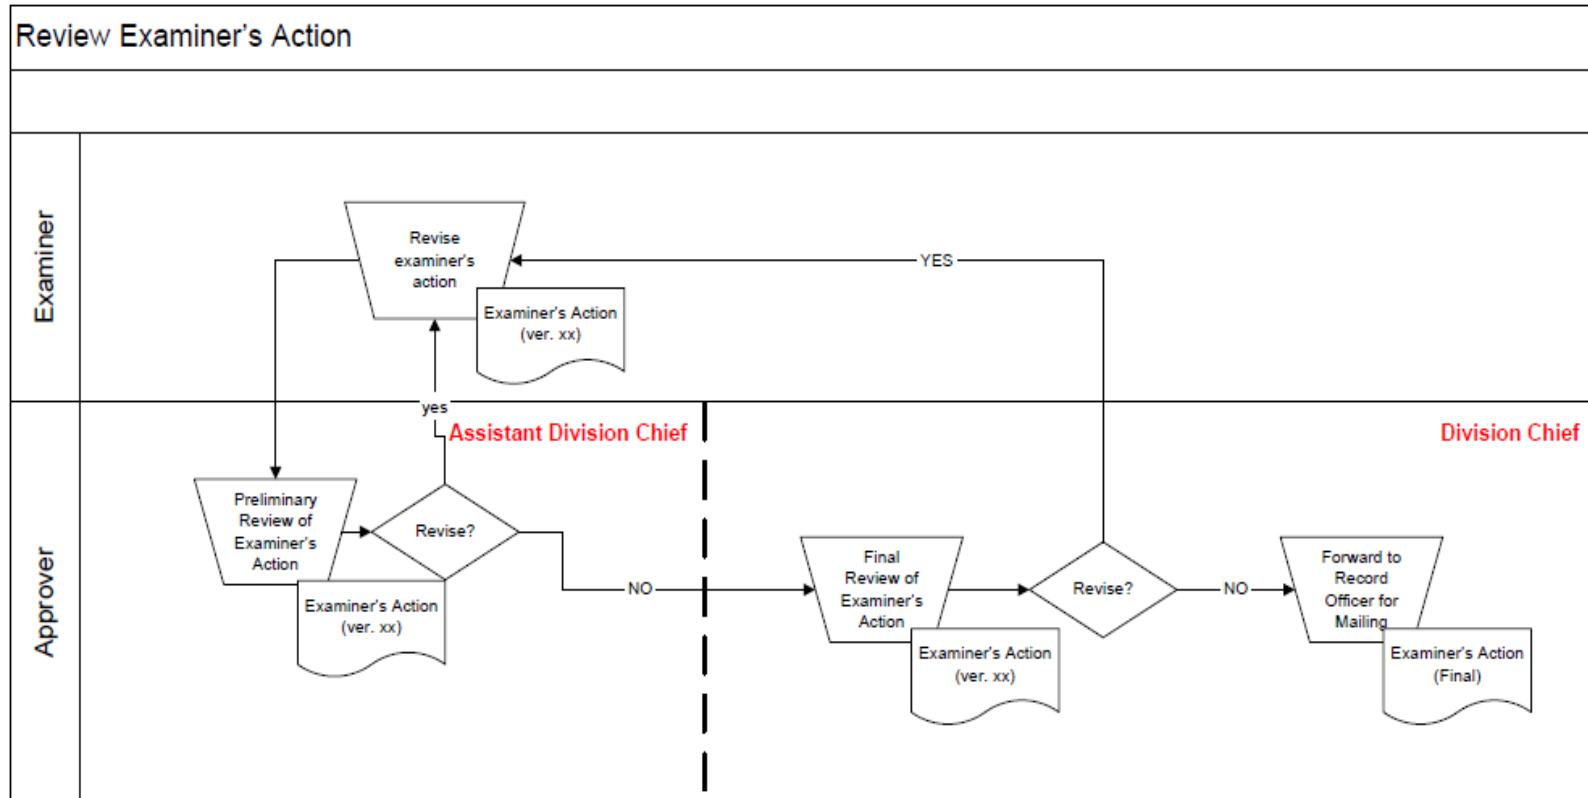 Review Examiner's Action
Examiner
Revise
examiner's
action
Examiner's Action
(ver. xx)
YES
yes
Approver
Assistant Division Chief
Division Chief
Preliminary
Review of
Examiner's
Action
Examiner's Action
(ver. xx)
Revise?
NO
Final
Review of
Examiner's
Action
Examiner's Action
(ver. xx)
Revise?
NO
Forward to
Record
Officer for
Mailing
Examiner's Action
(Final)